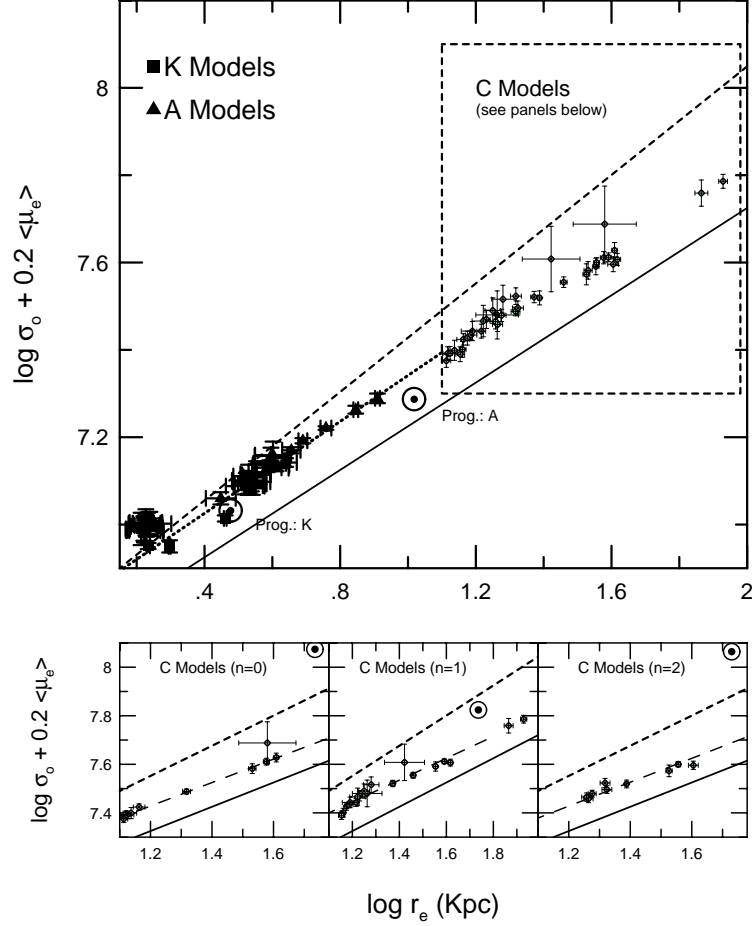 K Models
A Models
C Models
(see panels below)
Prog.: A
Prog.: K
log σo + 0.2 <μe>
8
7.6
7.2
.4
.8
1.2
1.6
2
C Models (n=0)
C Models (n=1)
C Models (n=2)
log σo + 0.2 <μe>
8
7.8
7.6
7.4
1.2
1.4
1.6
1.2
1.4
1.6
1.8
1.2
1.4
1.6
log re (Kpc)